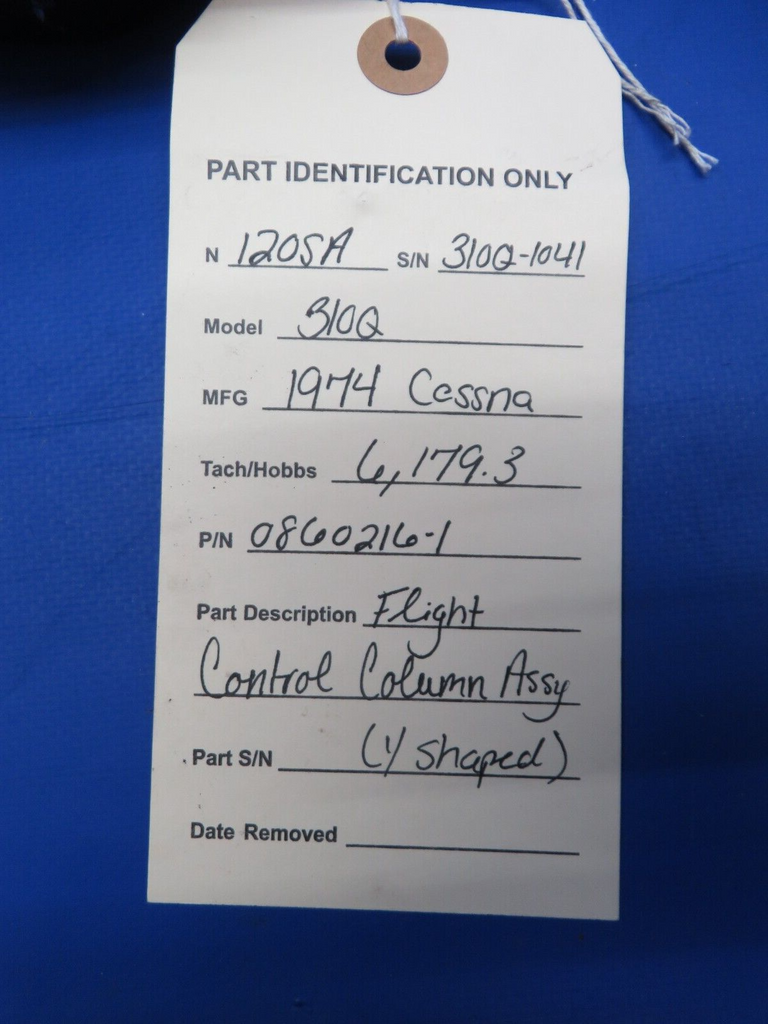 PART IDENTIFICATION ONLY
N 120SA S/N 310Q-1041
Model 310Q
MFG 1974 Cessna
Tach/Hobbs 6,179.3
P/N 0860216-1
Part Description Flight
Control Column Assy
Part S/N (Y shaped)
Date Removed